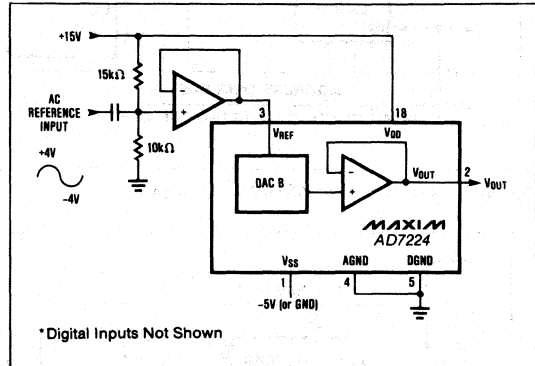 +15V
15kΩ
AC
REFERENCE
INPUT
10kΩ
+4V
−4V
−
+
3
18
VREF
VDD
DAC B
−
+
VOUT
2
VOUT
MAXIM
AD7224
VSS
AGND
DGND
1
4
5
−5V (or GND)
*Digital Inputs Not Shown